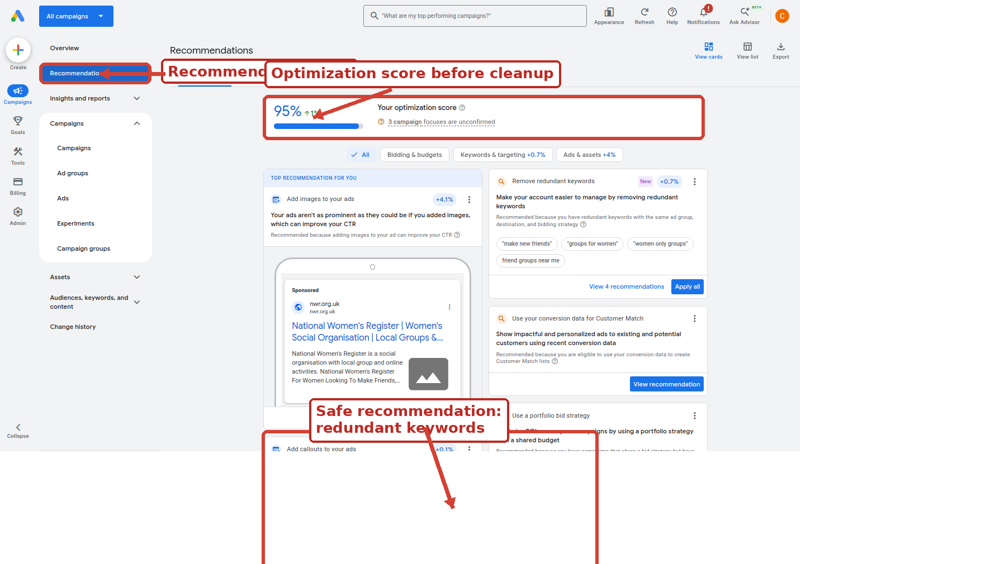 All campaigns
"What are my top performing campaigns?"
Appearance
Refresh
Help
Notifications
BETA
Ask Advisor
C
Create
Campaigns
Goals
Tools
Billing
Admin
Collapse
Overview
Recommendatio
Insights and reports
Campaigns
Campaigns
Ad groups
Ads
Experiments
Campaign groups
Assets
Audiences, keywords, and
content
Change history
Recommendations
View cards
View list
Export
Recommend
Optimization score before cleanup
95%
Your optimization score
3 campaign focuses are unconfirmed
All
Bidding & budgets
Keywords & targeting +0.7%
Ads & assets +4%
TOP RECOMMENDATION FOR YOU
Add images to your ads
+4.1%
Your ads aren't as prominent as they could be if you added images,
which can improve your CTR
Recommended because adding images to your ad can improve your CTR
Sponsored
nwr.org.uk
nwr.org.uk
National Women's Register | Women's
Social Organisation | Local Groups &...
National Women's Register is a social
organisation with local group and online
activities. National Women's Register
For Women Looking To Make Friends,...
Safe recommendation:
redundant keywords
Add callouts to your ads
+0.1%
Remove redundant keywords
New
+0.7%
Make your account easier to manage by removing redundant
keywords
Recommended because you have redundant keywords with the same ad group,
destination, and bidding strategy
"make new friends"
"groups for women"
"women only groups"
friend groups near me
View 4 recommendations
Apply all
Use your conversion data for Customer Match
Show impactful and personalized ads to existing and potential
customers using recent conversion data
Recommended because you are eligible to use your conversion data to create
Customer Match lists
View recommendation
Use a portfolio bid strategy
by using a portfolio strategy
a shared budget
Recommended because you have campaigns that share a bid strategy but have